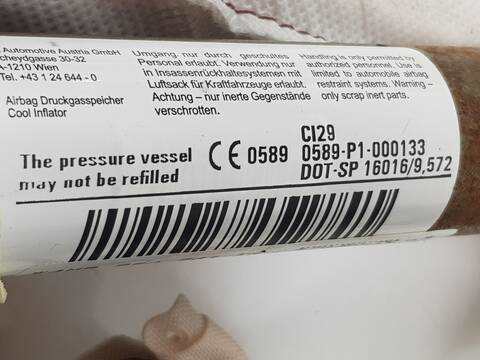 Automotive Austria GmbH
cheydgasse 30-32
A-1210 Wien
Tel. +43 1 24 644 - 0
Airbag Druckgasspeicher
Cool Inflator
Umgang nur durch geschultes
Personal erlaubt. Verwendung nur
in Insassenrückhaltesystemen mit
Luftsack für Kraftfahrzeuge erlaubt.
Achtung - nur inerte Gegenstände
verschrotten.
Handling is only permitted by
authorized personnel. Use is
limited to automobile airbag
restraint systems. Warning -
only scrap inert parts.
The pressure vessel
may not be refilled
CE 0589
CI29
0589-P1-000133
DOT-SP 16016/9,572